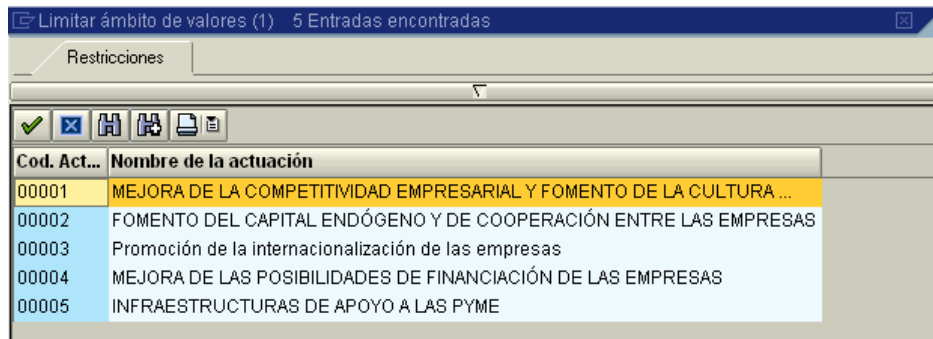 Limitar ámbito de valores (1) 5 Entradas encontradas
Restricciones
Cod. Act... Nombre de la actuación
00001 MEJORA DE LA COMPETITIVIDAD EMPRESARIAL Y FOMENTO DE LA CULTURA ...
00002 FOMENTO DEL CAPITAL ENDÓGENO Y DE COOPERACIÓN ENTRE LAS EMPRESAS
00003 Promoción de la internacionalización de las empresas
00004 MEJORA DE LAS POSIBILIDADES DE FINANCIACIÓN DE LAS EMPRESAS
00005 INFRAESTRUCTURAS DE APOYO A LAS PYME